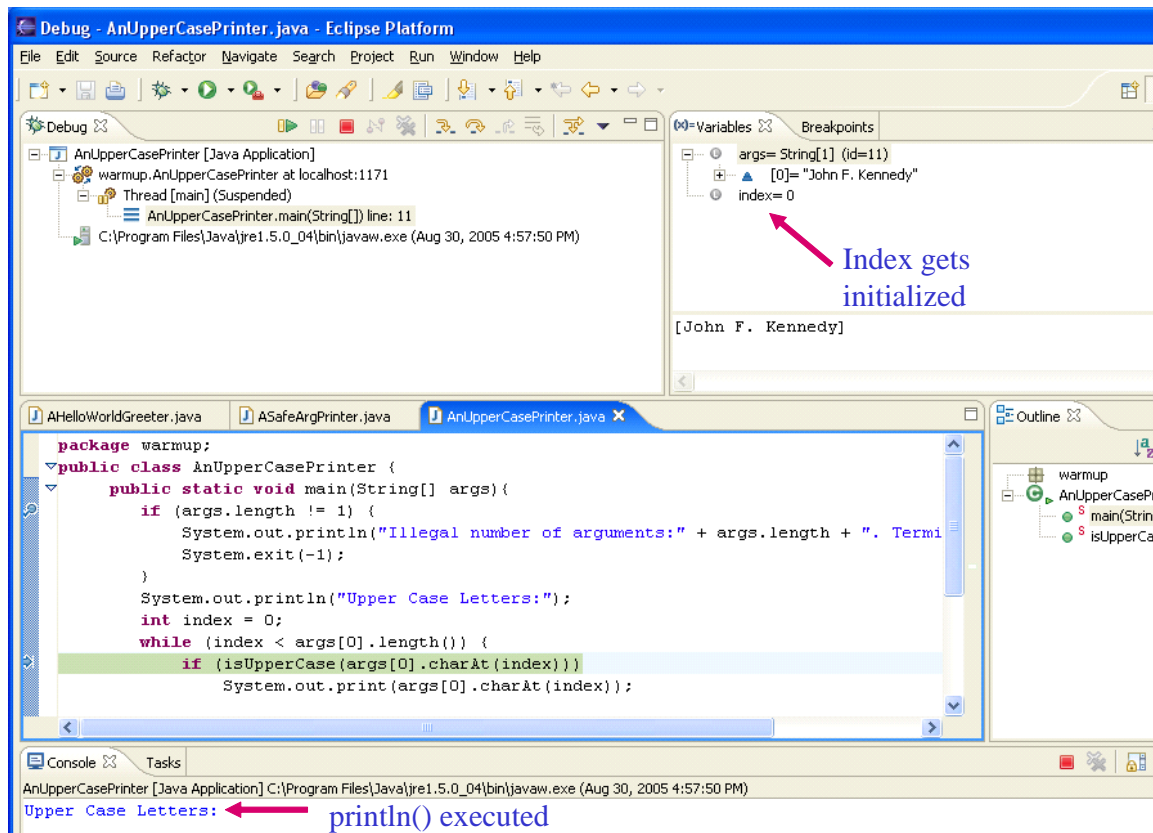 Debug - AnUpperCasePrinter.java - Eclipse Platform
File Edit Source Refactor Navigate Search Project Run Window Help
Debug
AnUpperCasePrinter [Java Application]
warmup.AnUpperCasePrinter at localhost:1171
Thread [main] (Suspended)
AnUpperCasePrinter.main(String[]) line: 11
C:\Program Files\Java\jre1.5.0_04\bin\javaw.exe (Aug 30, 2005 4:57:50 PM)
(x)= Variables Breakpoints
args= String[1] (id=11)
[0]= "John F. Kennedy"
index= 0
Index gets
initialized
[John F. Kennedy]
AHelloWorldGreeter.java ASafeArgPrinter.java AnUpperCasePrinter.java
package warmup;
public class AnUpperCasePrinter {
public static void main(String[] args){
if (args.length != 1) {
System.out.println("Illegal number of arguments:" + args.length + ". Termi
System.exit(-1);
}
System.out.println("Upper Case Letters:");
int index = 0;
while (index < args[0].length()) {
if (isUpperCase(args[0].charAt(index)))
System.out.print(args[0].charAt(index));
Outline
warmup
AnUpperCaseP
main(Strin
isUpperCa
Console Tasks
AnUpperCasePrinter [Java Application] C:\Program Files\Java\jre1.5.0_04\bin\javaw.exe (Aug 30, 2005 4:57:50 PM)
Upper Case Letters:
println() executed